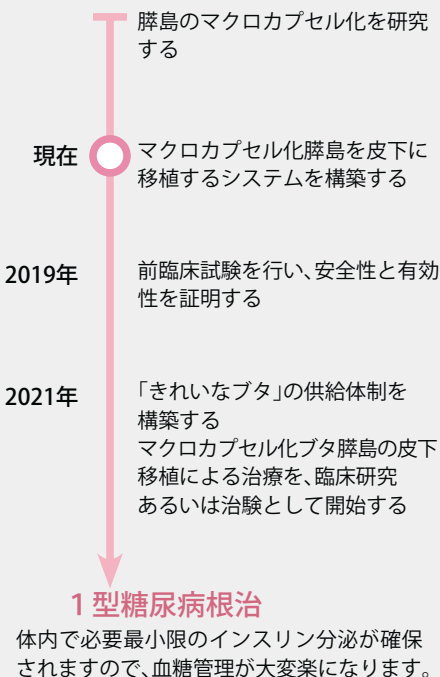 膵島のマクロカプセル化を研究
する
現在
マクロカプセル化膵島を皮下に
移植するシステムを構築する
2019年
前臨床試験を行い、安全性と有効
性を証明する
2021年
「きれいなブタ」の供給体制を
構築する
マクロカプセル化ブタ膵島の皮下
移植による治療を、臨床研究
あるいは治験として開始する
1型糖尿病根治
体内で必要最小限のインスリン分泌が確保
されますので、血糖管理が大変楽になります。